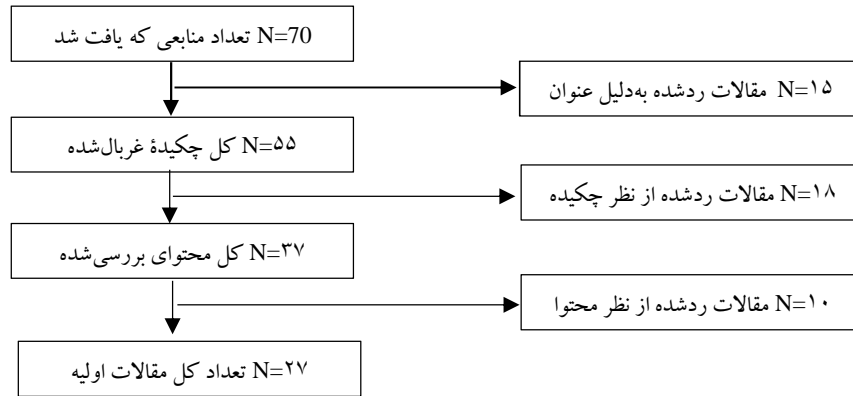 تعداد منابعی که یافت شد N=70
مقالات ردشده به‌دلیل عنوان N=۱۵
کل چکیدهٔ غربال‌شده N=۵۵
مقالات ردشده از نظر چکیده N=۱۸
کل محتوای بررسی‌شده N=۳۷
مقالات ردشده از نظر محتوا N=۱۰
تعداد کل مقالات اولیه N=۲۷